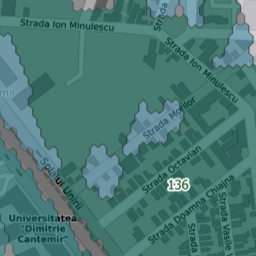 Strada Ion Minulescu
Strada
Strada Ion Minulescu
Strada Morilor
Splaiul Unirii
Strada Octavian
136
Strada Doamna Chiajna
Universitatea
"Dimitrie
Cantemir"
Strada
Strada Vasile